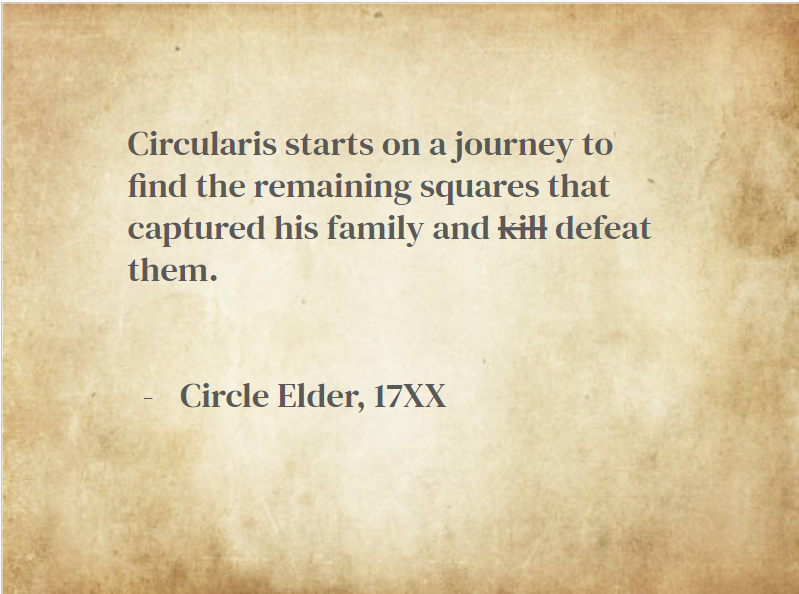 Circularis starts on a journey to
find the remaining squares that
captured his family and kill defeat
them.
- Circle Elder, 17XX